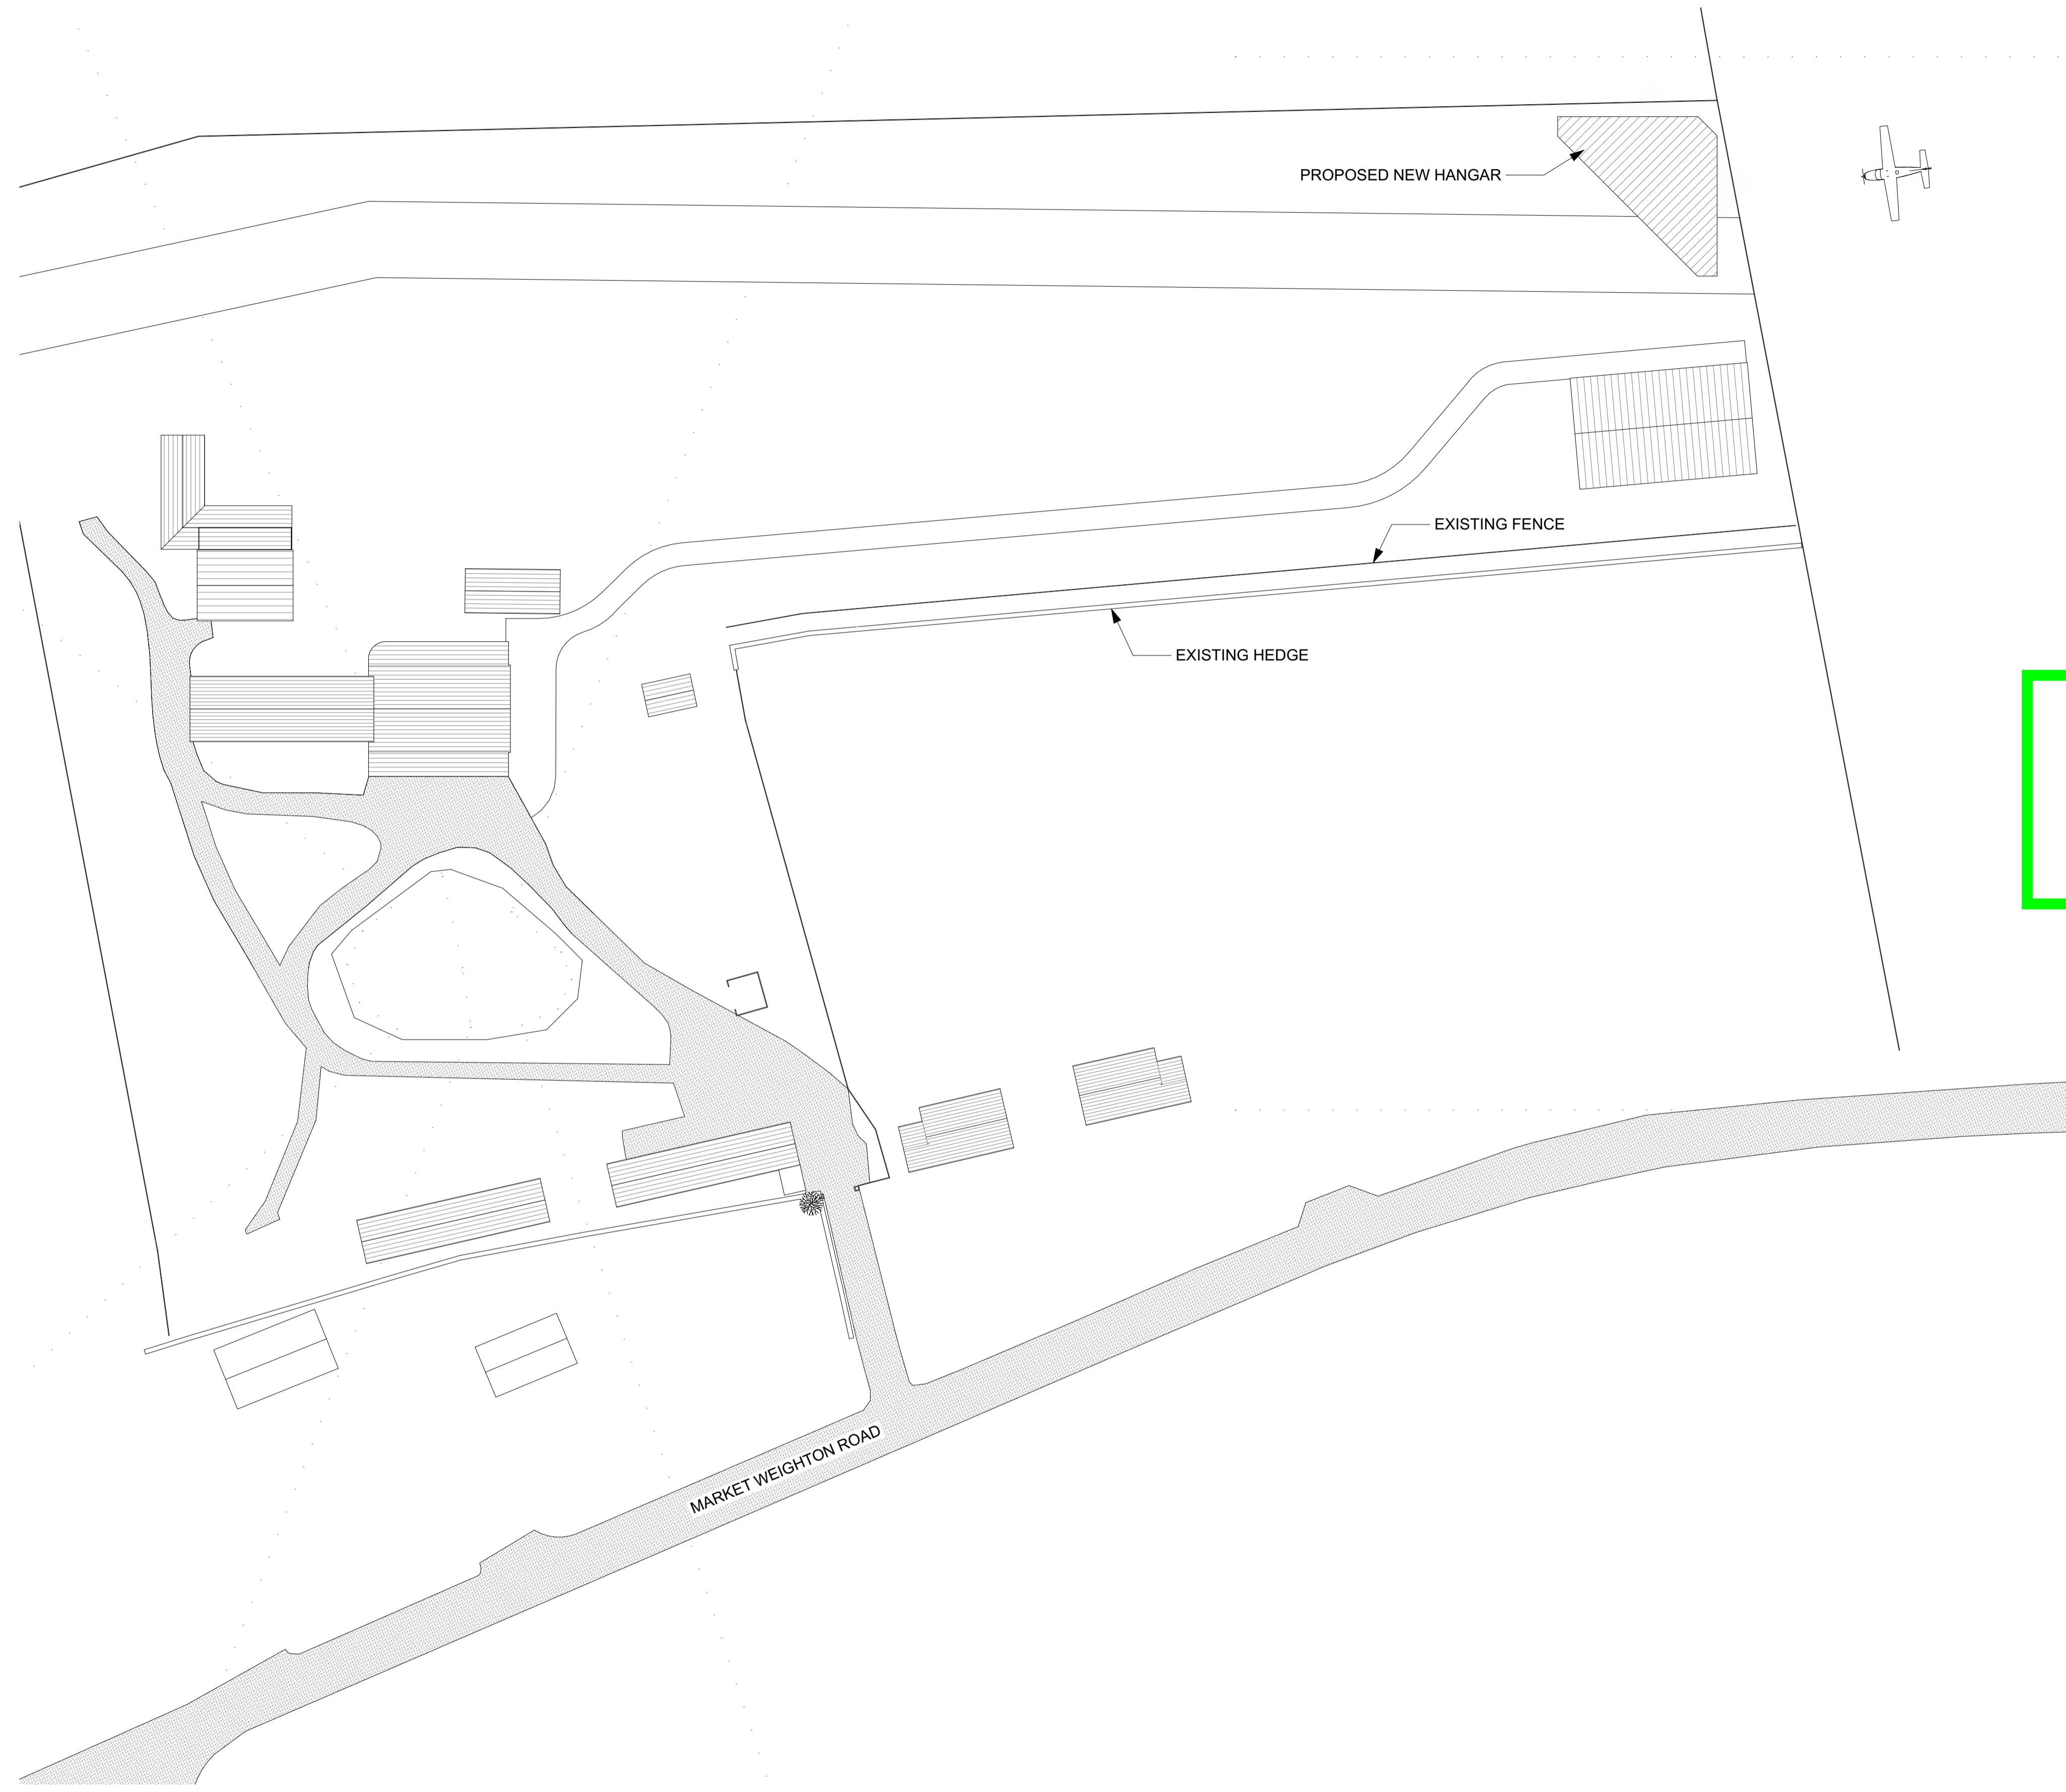 PROPOSED NEW HANGAR
EXISTING FENCE
EXISTING HEDGE
MARKET WEIGHTON ROAD